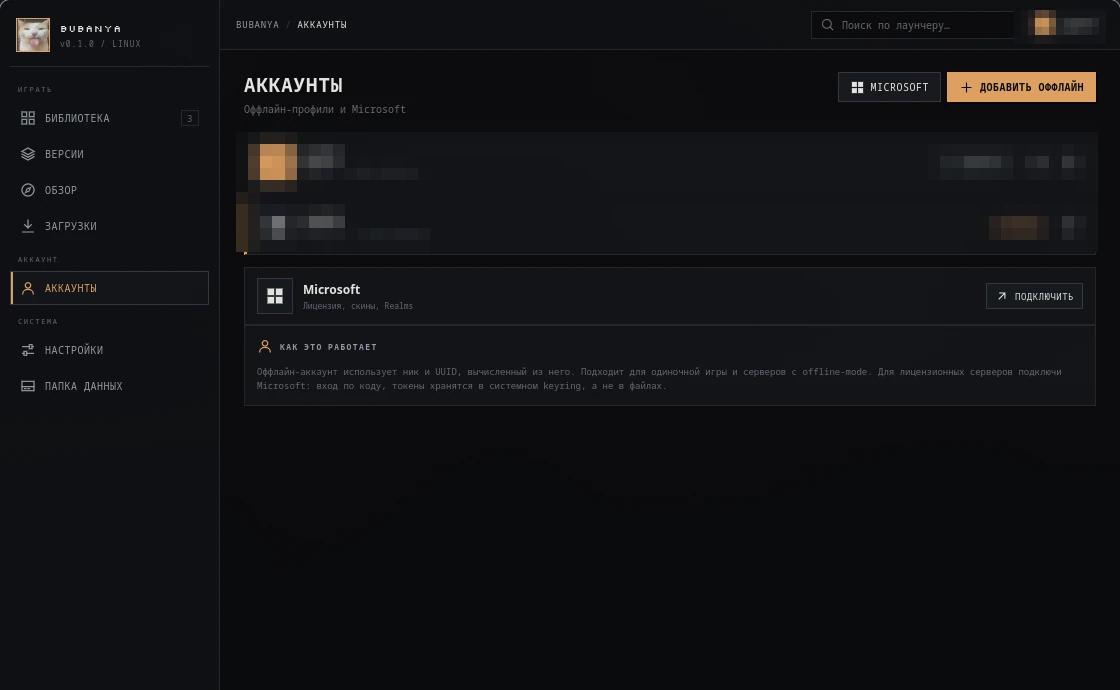 BUBANYA
v0.1.0 / LINUX
BUBANYA / АККАУНТЫ
Поиск по лаунчеру…
ИГРАТЬ
БИБЛИОТЕКА 3
ВЕРСИИ
ОБЗОР
ЗАГРУЗКИ
АККАУНТ
АККАУНТЫ
СИСТЕМА
НАСТРОЙКИ
ПАПКА ДАННЫХ
АККАУНТЫ
Оффлайн-профили и Microsoft
MICROSOFT
ДОБАВИТЬ ОФФЛАЙН
Microsoft
Лицензия, скины, Realms
ПОДКЛЮЧИТЬ
КАК ЭТО РАБОТАЕТ
Оффлайн-аккаунт использует ник и UUID, вычисленный из него. Подходит для одиночной игры и серверов с offline-mode. Для лицензионных серверов подключи
Microsoft: вход по коду, токены хранятся в системном keyring, а не в файлах.